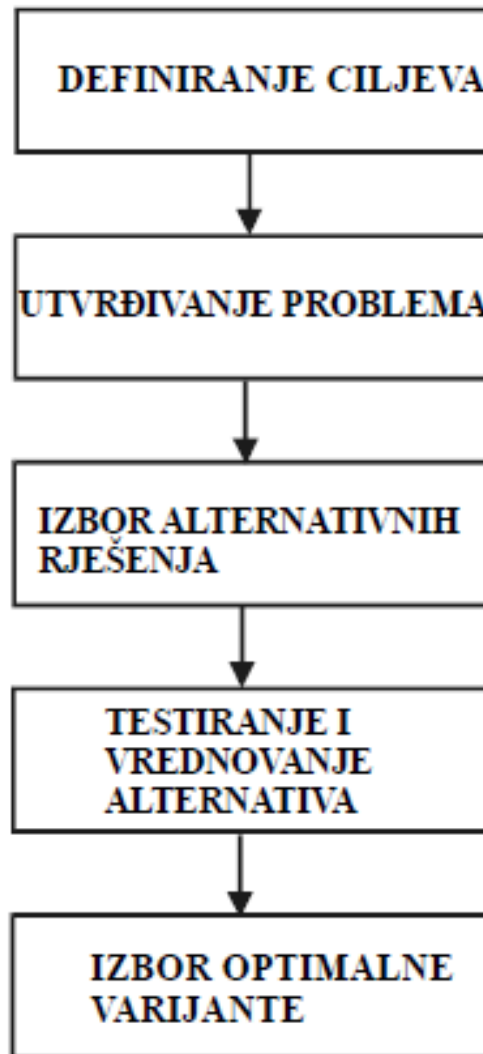 DEFINIRANJE CILJEVA
UTVRĐIVANJE PROBLEMA
IZBOR ALTERNATIVNIH
RJEŠENJA
TESTIRANJE I
VREDNOVANJE
ALTERNATIVA
IZBOR OPTIMALNE
VARIJANTE